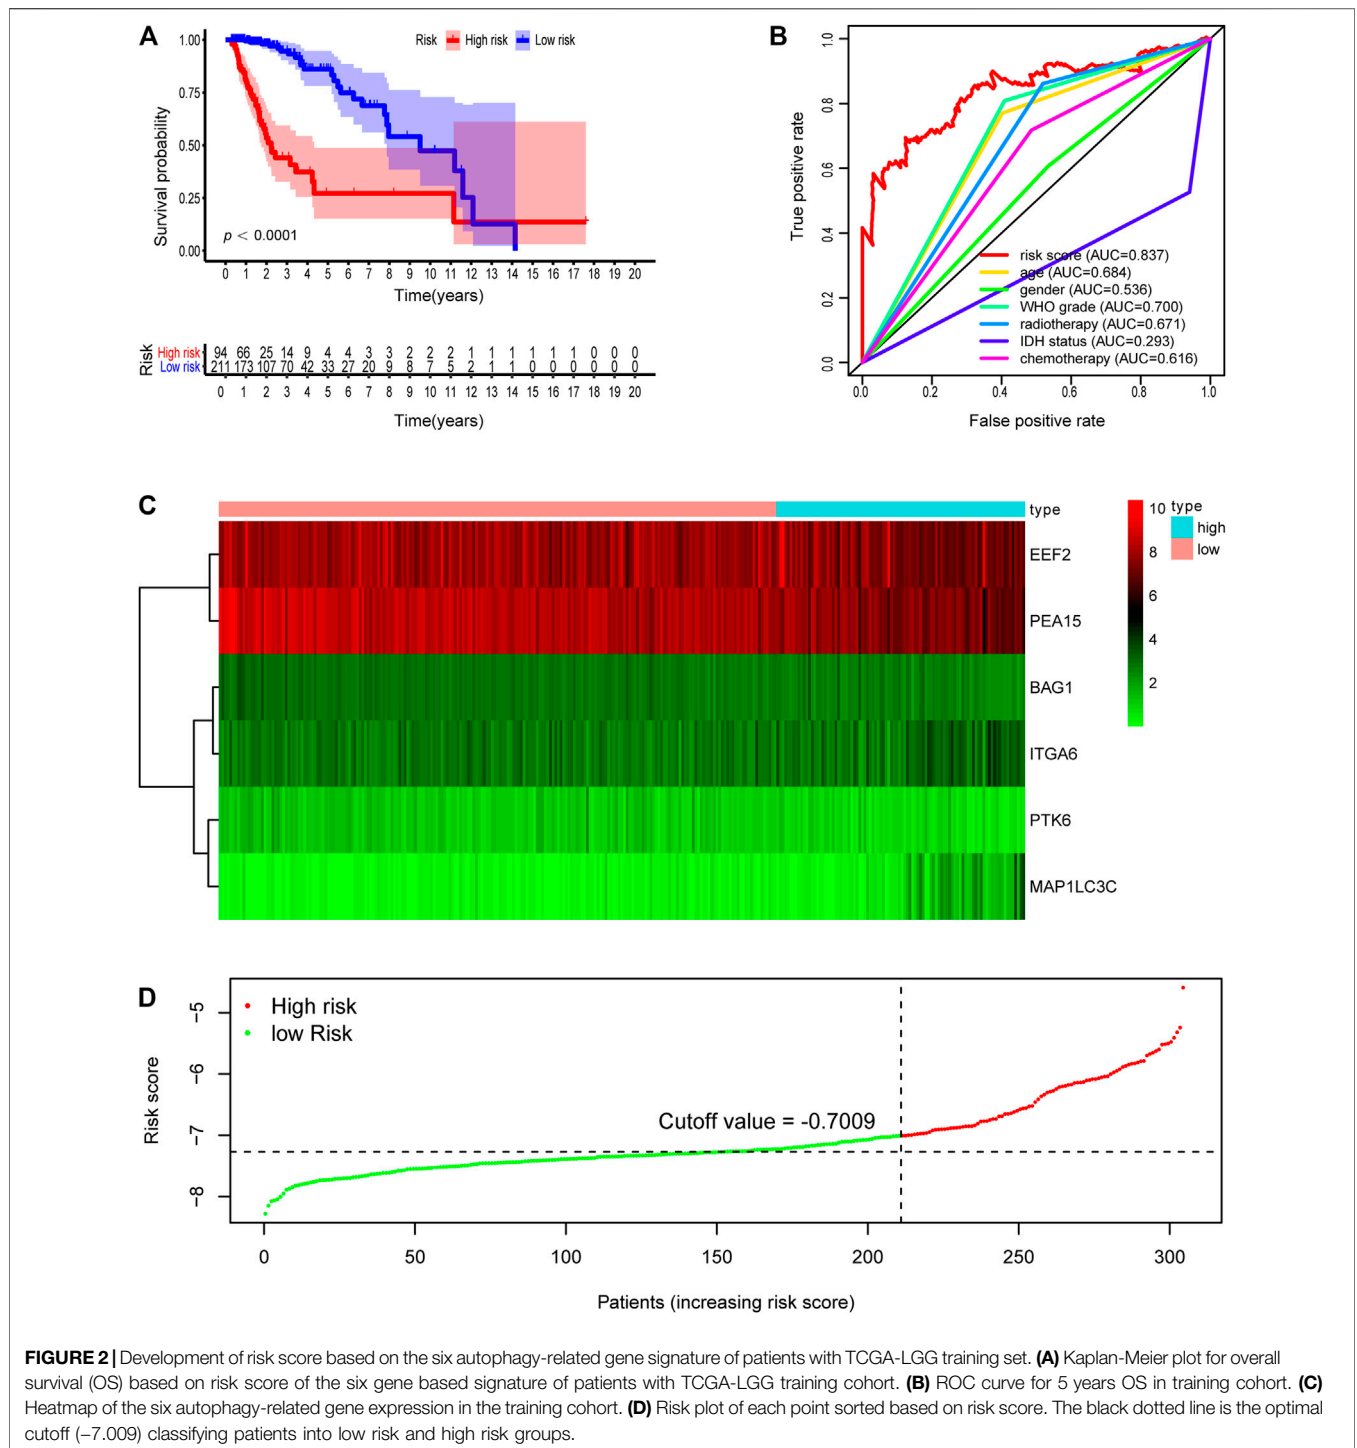 A
Risk High risk Low risk
1.00
0.75
0.50
0.25
0.00
Survival probability
p < 0.0001
0 1 2 3 4 5 6 7 8 9 10 11 12 13 14 15 16 17 18 19 20
Time(years)
Risk
High risk 94 66 25 14 9 4 4 3 3 2 2 2 1 1 1 1 1 1 0 0 0
Low risk 211 173 107 70 42 33 27 20 9 8 7 5 2 1 1 0 0 0 0 0 0
0 1 2 3 4 5 6 7 8 9 10 11 12 13 14 15 16 17 18 19 20
Time(years)
B
True positive rate
1.0
0.8
0.6
0.4
0.2
0.0
risk score (AUC=0.837)
age (AUC=0.684)
gender (AUC=0.536)
WHO grade (AUC=0.700)
radiotherapy (AUC=0.671)
IDH status (AUC=0.293)
chemotherapy (AUC=0.616)
0.0 0.2 0.4 0.6 0.8 1.0
False positive rate
C
type
EEF2
PEA15
BAG1
ITGA6
PTK6
MAP1LC3C
10
8
6
4
2
type
high
low
D
High risk
low Risk
Risk score
-5
-6
-7
-8
Cutoff value = -0.7009
0 50 100 150 200 250 300
Patients (increasing risk score)
FIGURE 2 | Development of risk score based on the six autophagy-related gene signature of patients with TCGA-LGG training set. (A) Kaplan-Meier plot for overall
survival (OS) based on risk score of the six gene based signature of patients with TCGA-LGG training cohort. (B) ROC curve for 5 years OS in training cohort. (C)
Heatmap of the six autophagy-related gene expression in the training cohort. (D) Risk plot of each point sorted based on risk score. The black dotted line is the optimal
cutoff (−7.009) classifying patients into low risk and high risk groups.